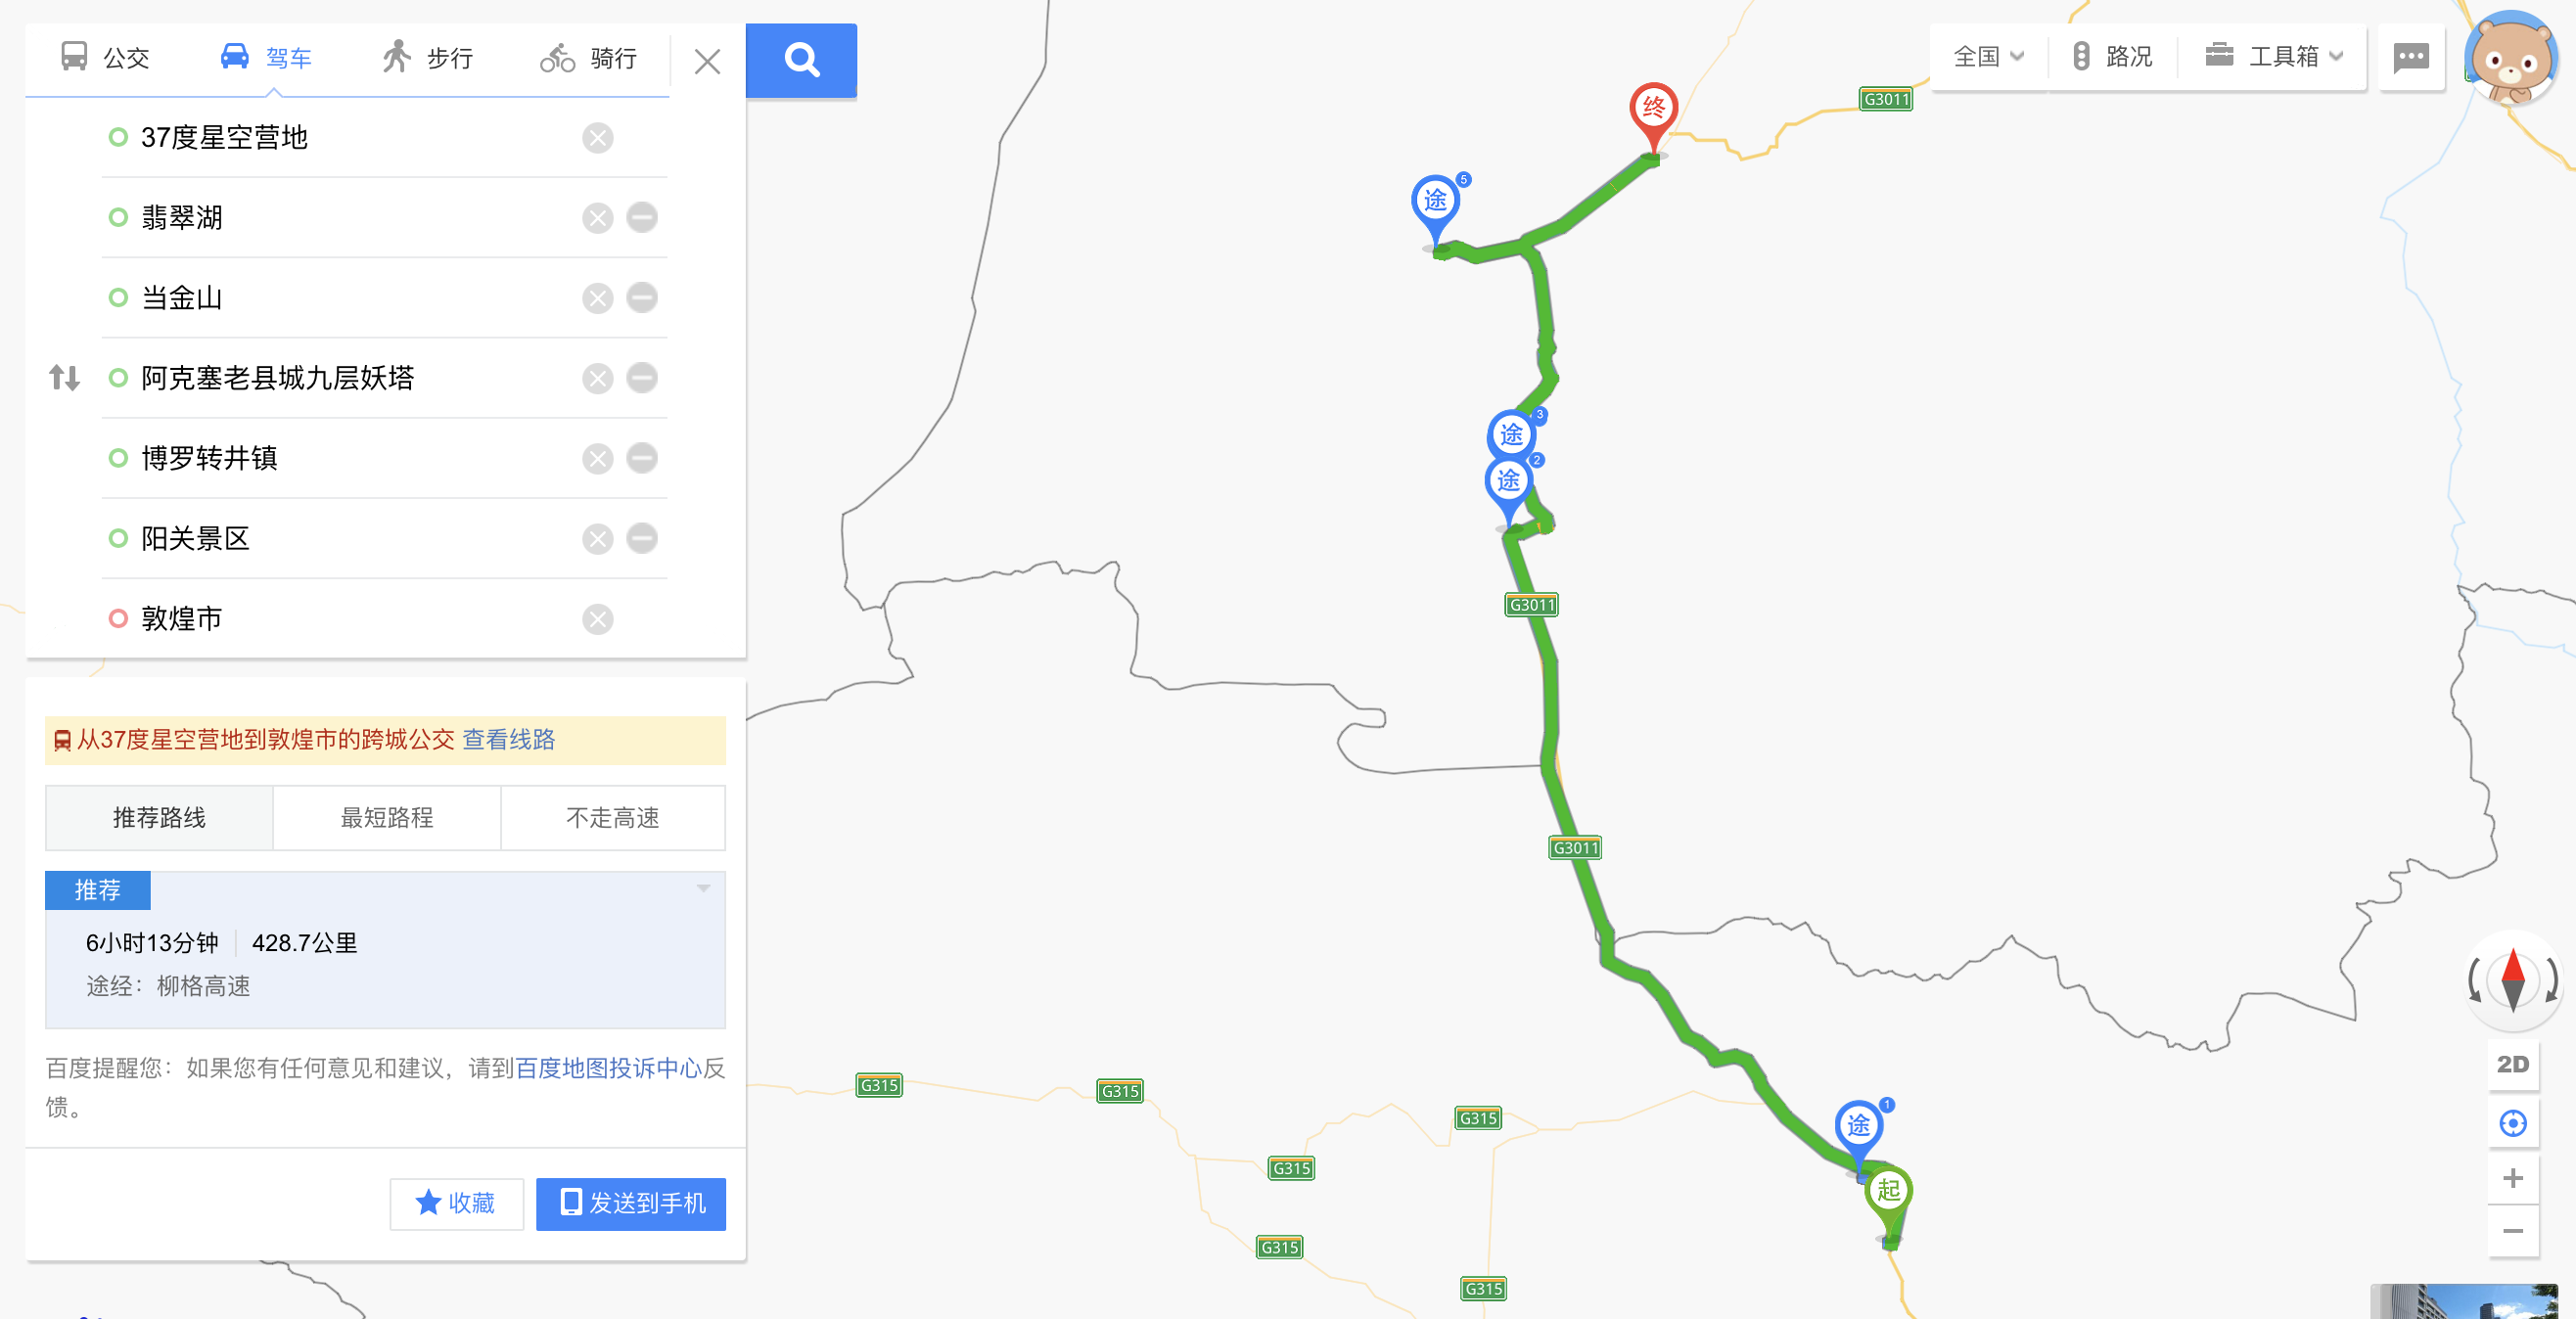 公交 驾车 步行 骑行
37度星空营地
翡翠湖
当金山
阿克塞老县城九层妖塔
博罗转井镇
阳关景区
敦煌市
从37度星空营地到敦煌市的跨城公交 查看线路
推荐路线 最短路程 不走高速
推荐
6小时13分钟 428.7公里
途经：柳格高速
百度提醒您：如果您有任何意见和建议，请到百度地图投诉中心反
馈。
收藏 发送到手机
全国 路况 工具箱
G3011
终
途 5
途 3
途 2
G3011
G3011
G315
G315
G315
途 1
G315
起
G315
G315
2D